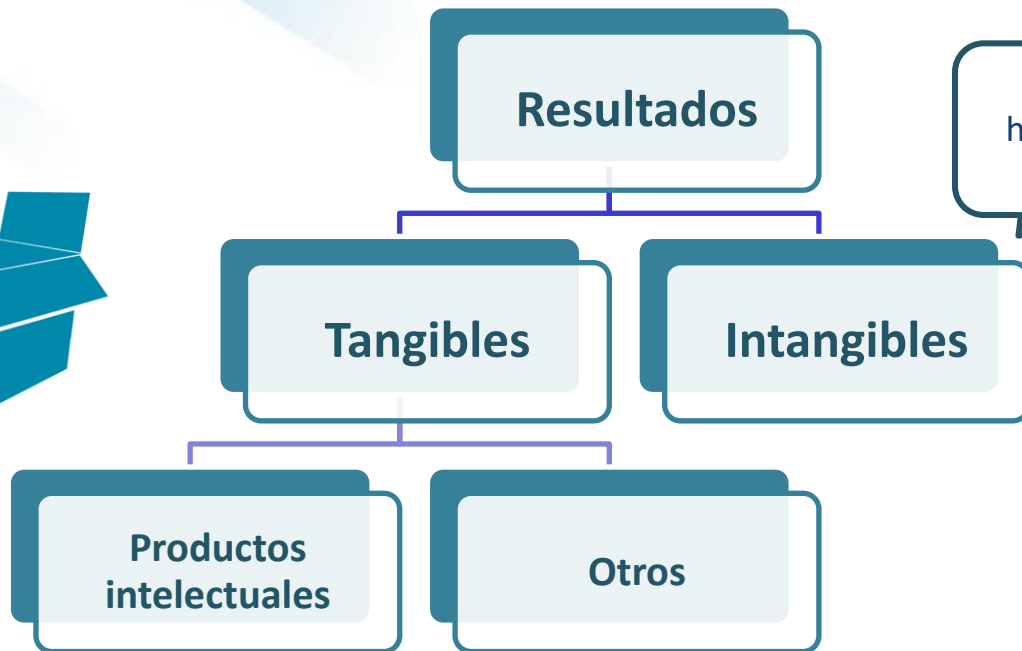 Resultados
h
Tangibles
Intangibles
Productos
intelectuales
Otros